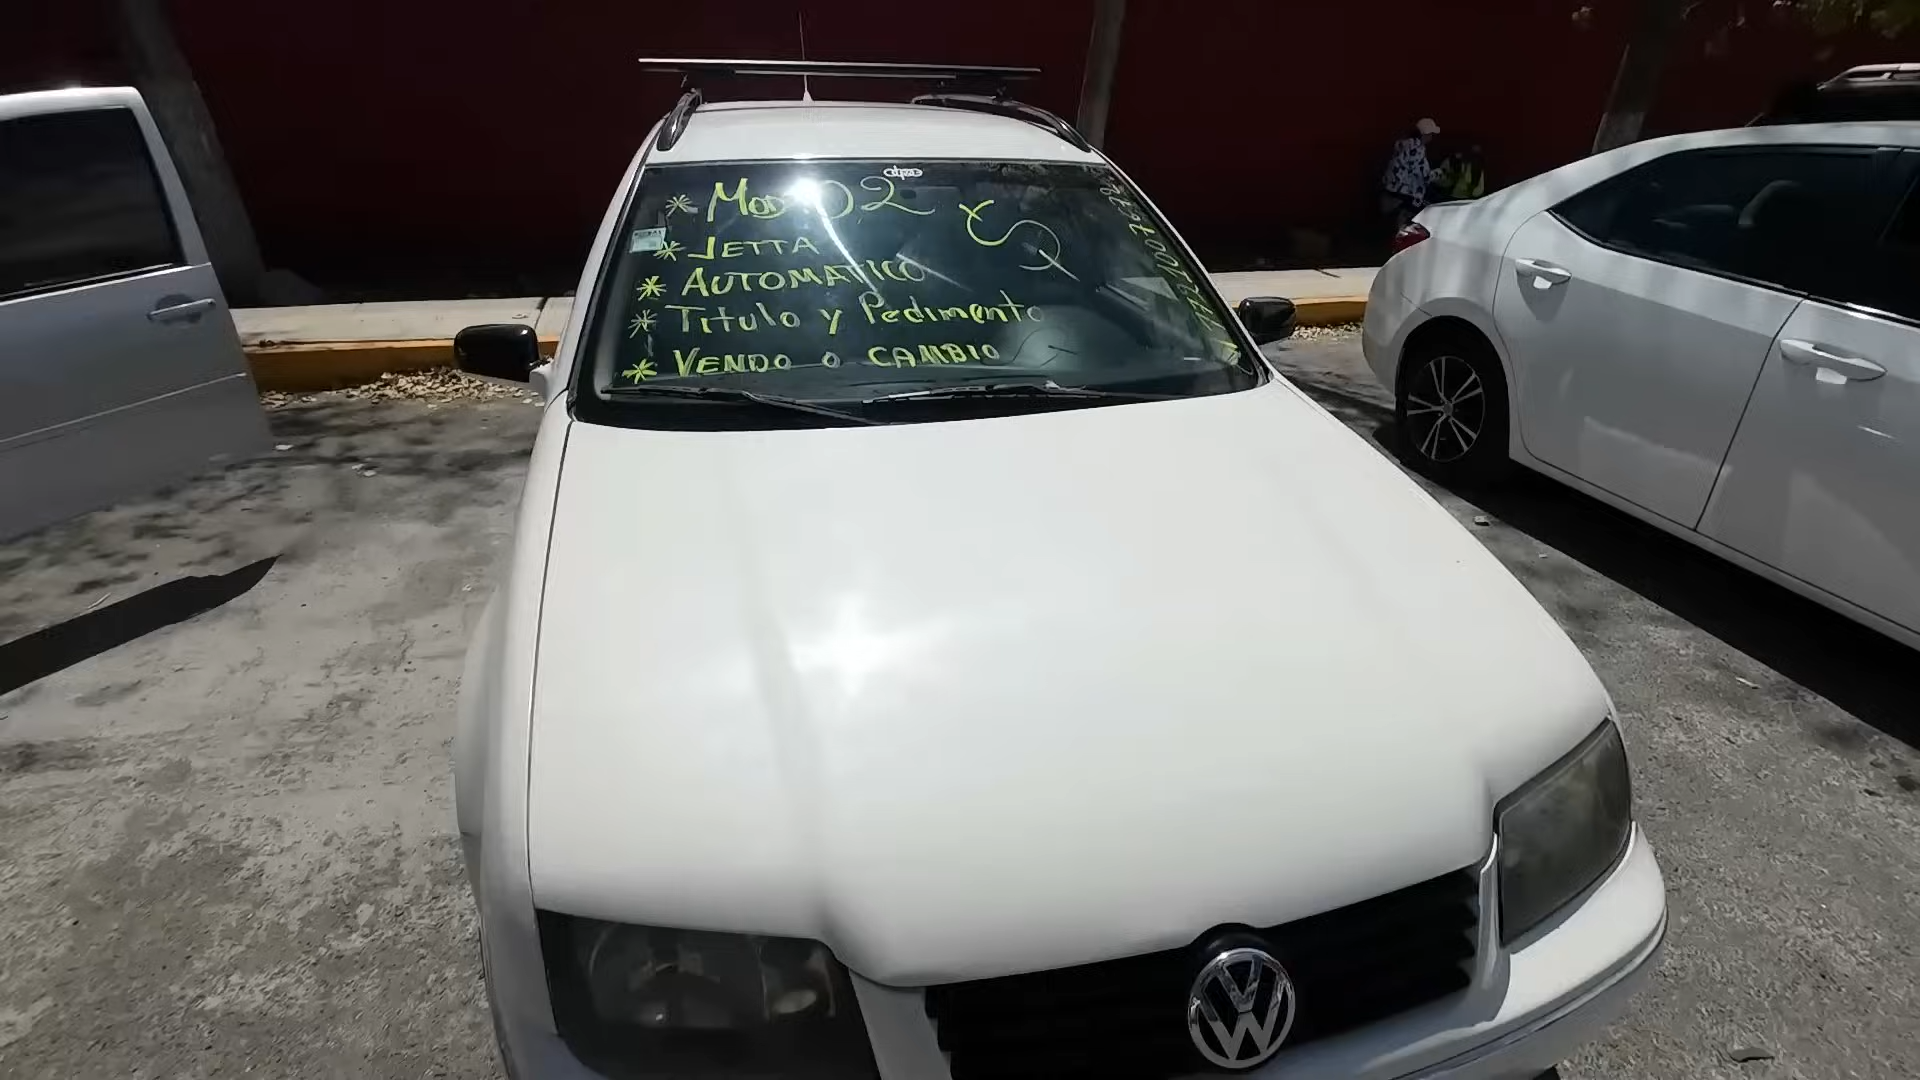 * MOD 02
* JETTA
* AUTOMATICO
* Titulo y Pedimento
* VENDO O CAMBIO